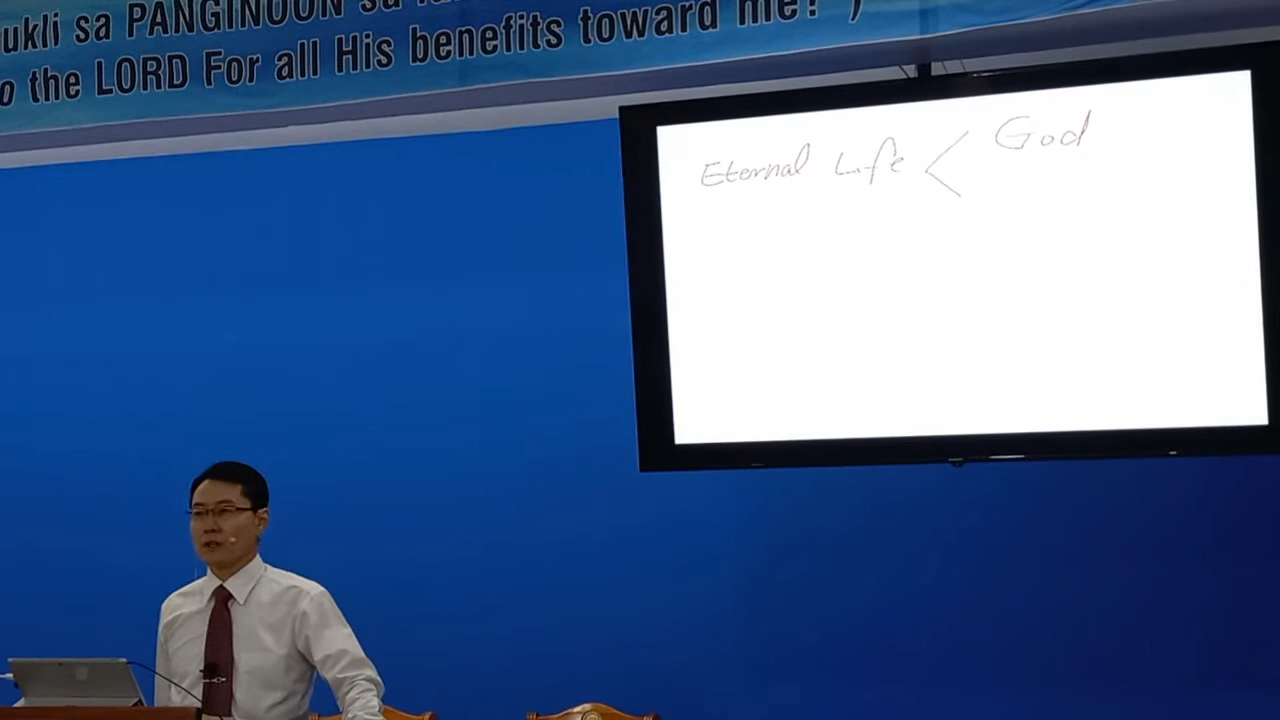 ukli sa PANGINOON sa
o the LORD For all His benefits toward me?")
Eternal Life < God